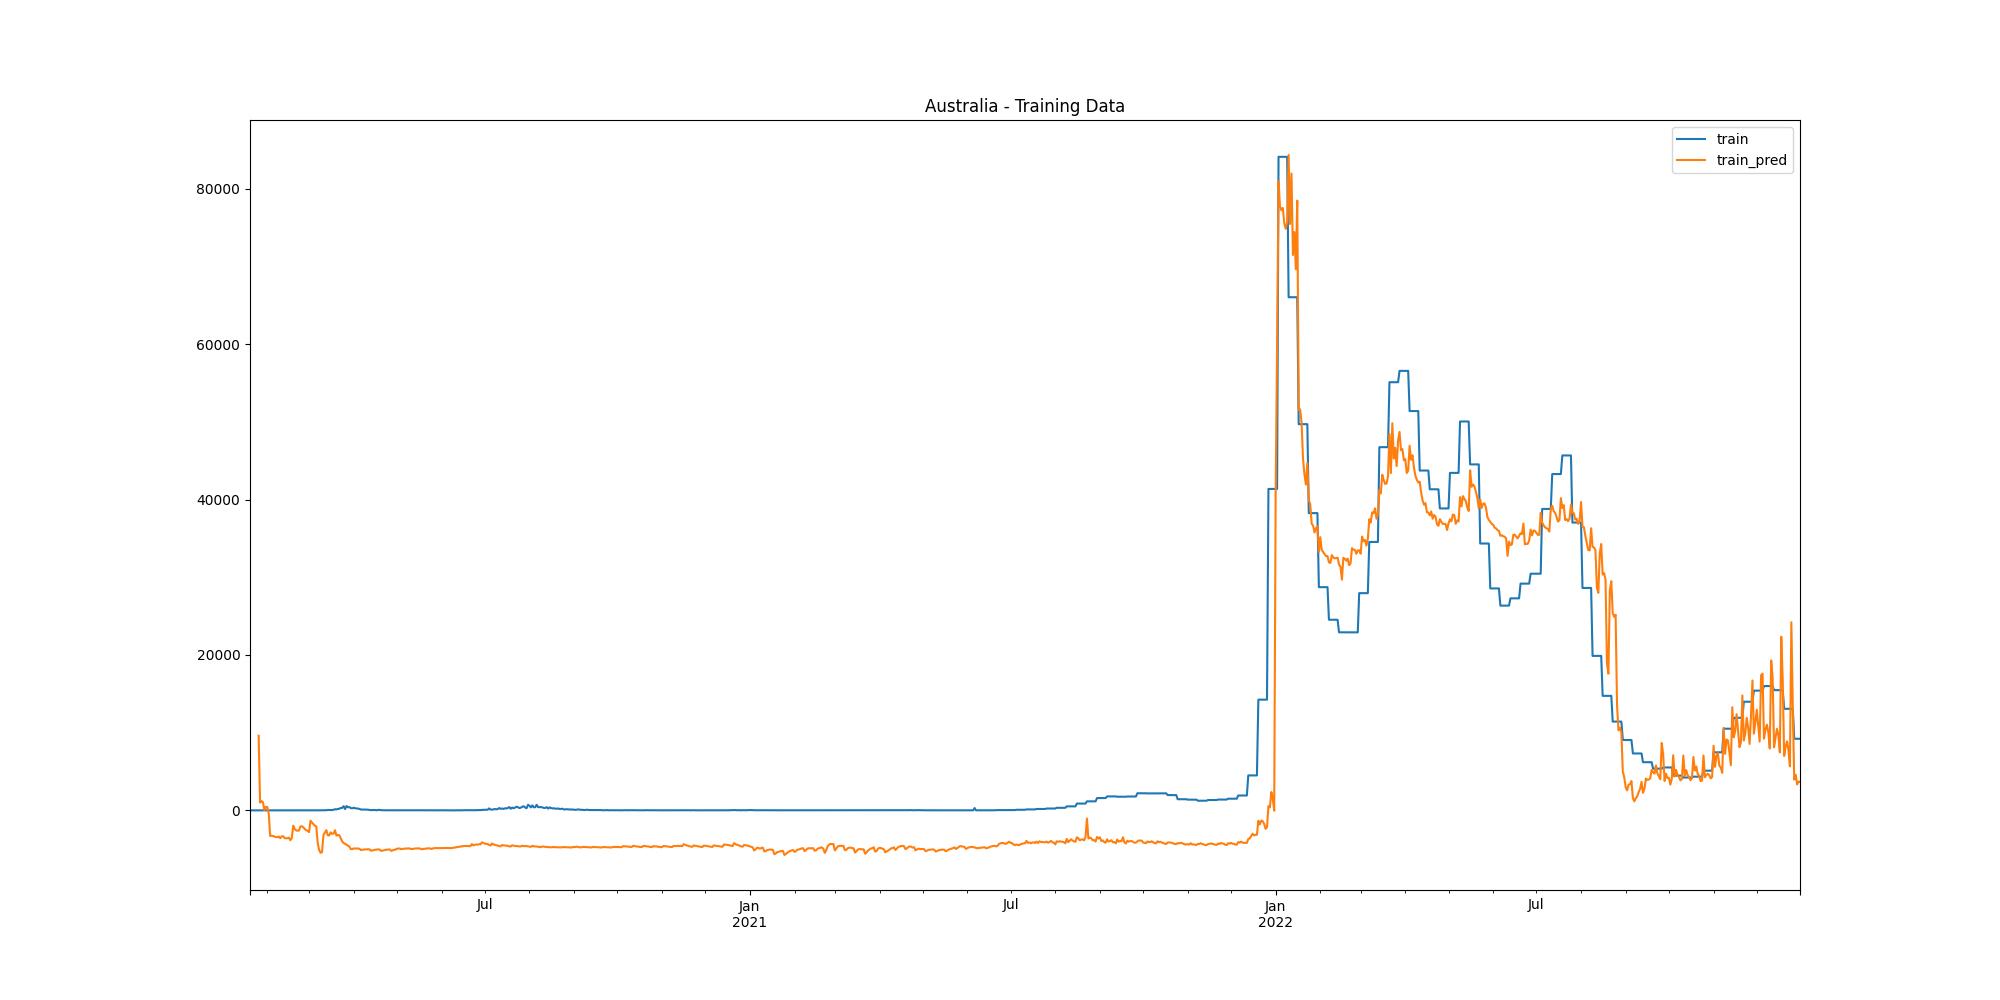 Australia - Training Data
train
train_pred
80000
60000
40000
20000
0
Jul
Jan
2021
Jul
Jan
2022
Jul